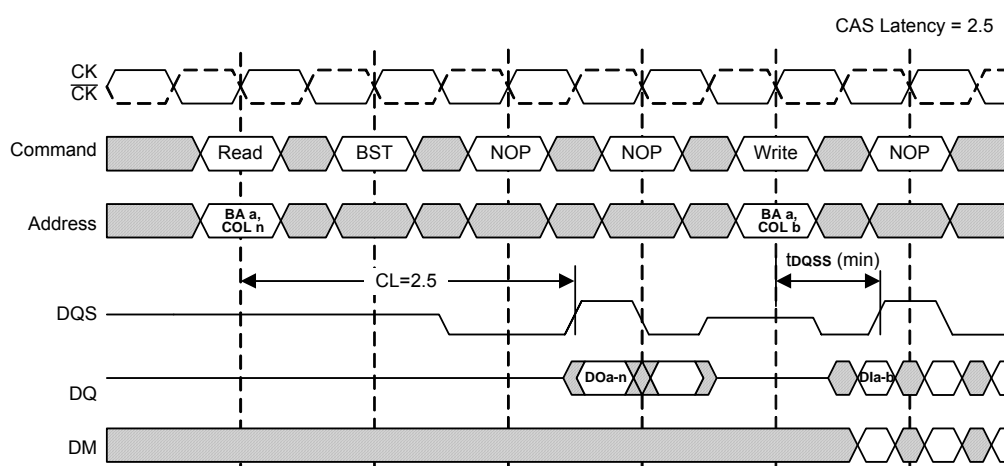 CAS Latency = 2.5
CK
CK
Command
Read
BST
NOP
NOP
Write
NOP
Address
BA a,
COL n
BA a,
COL b
CL=2.5
tDQSS (min)
DQS
DQ
DOa-n
DIa-b
DM